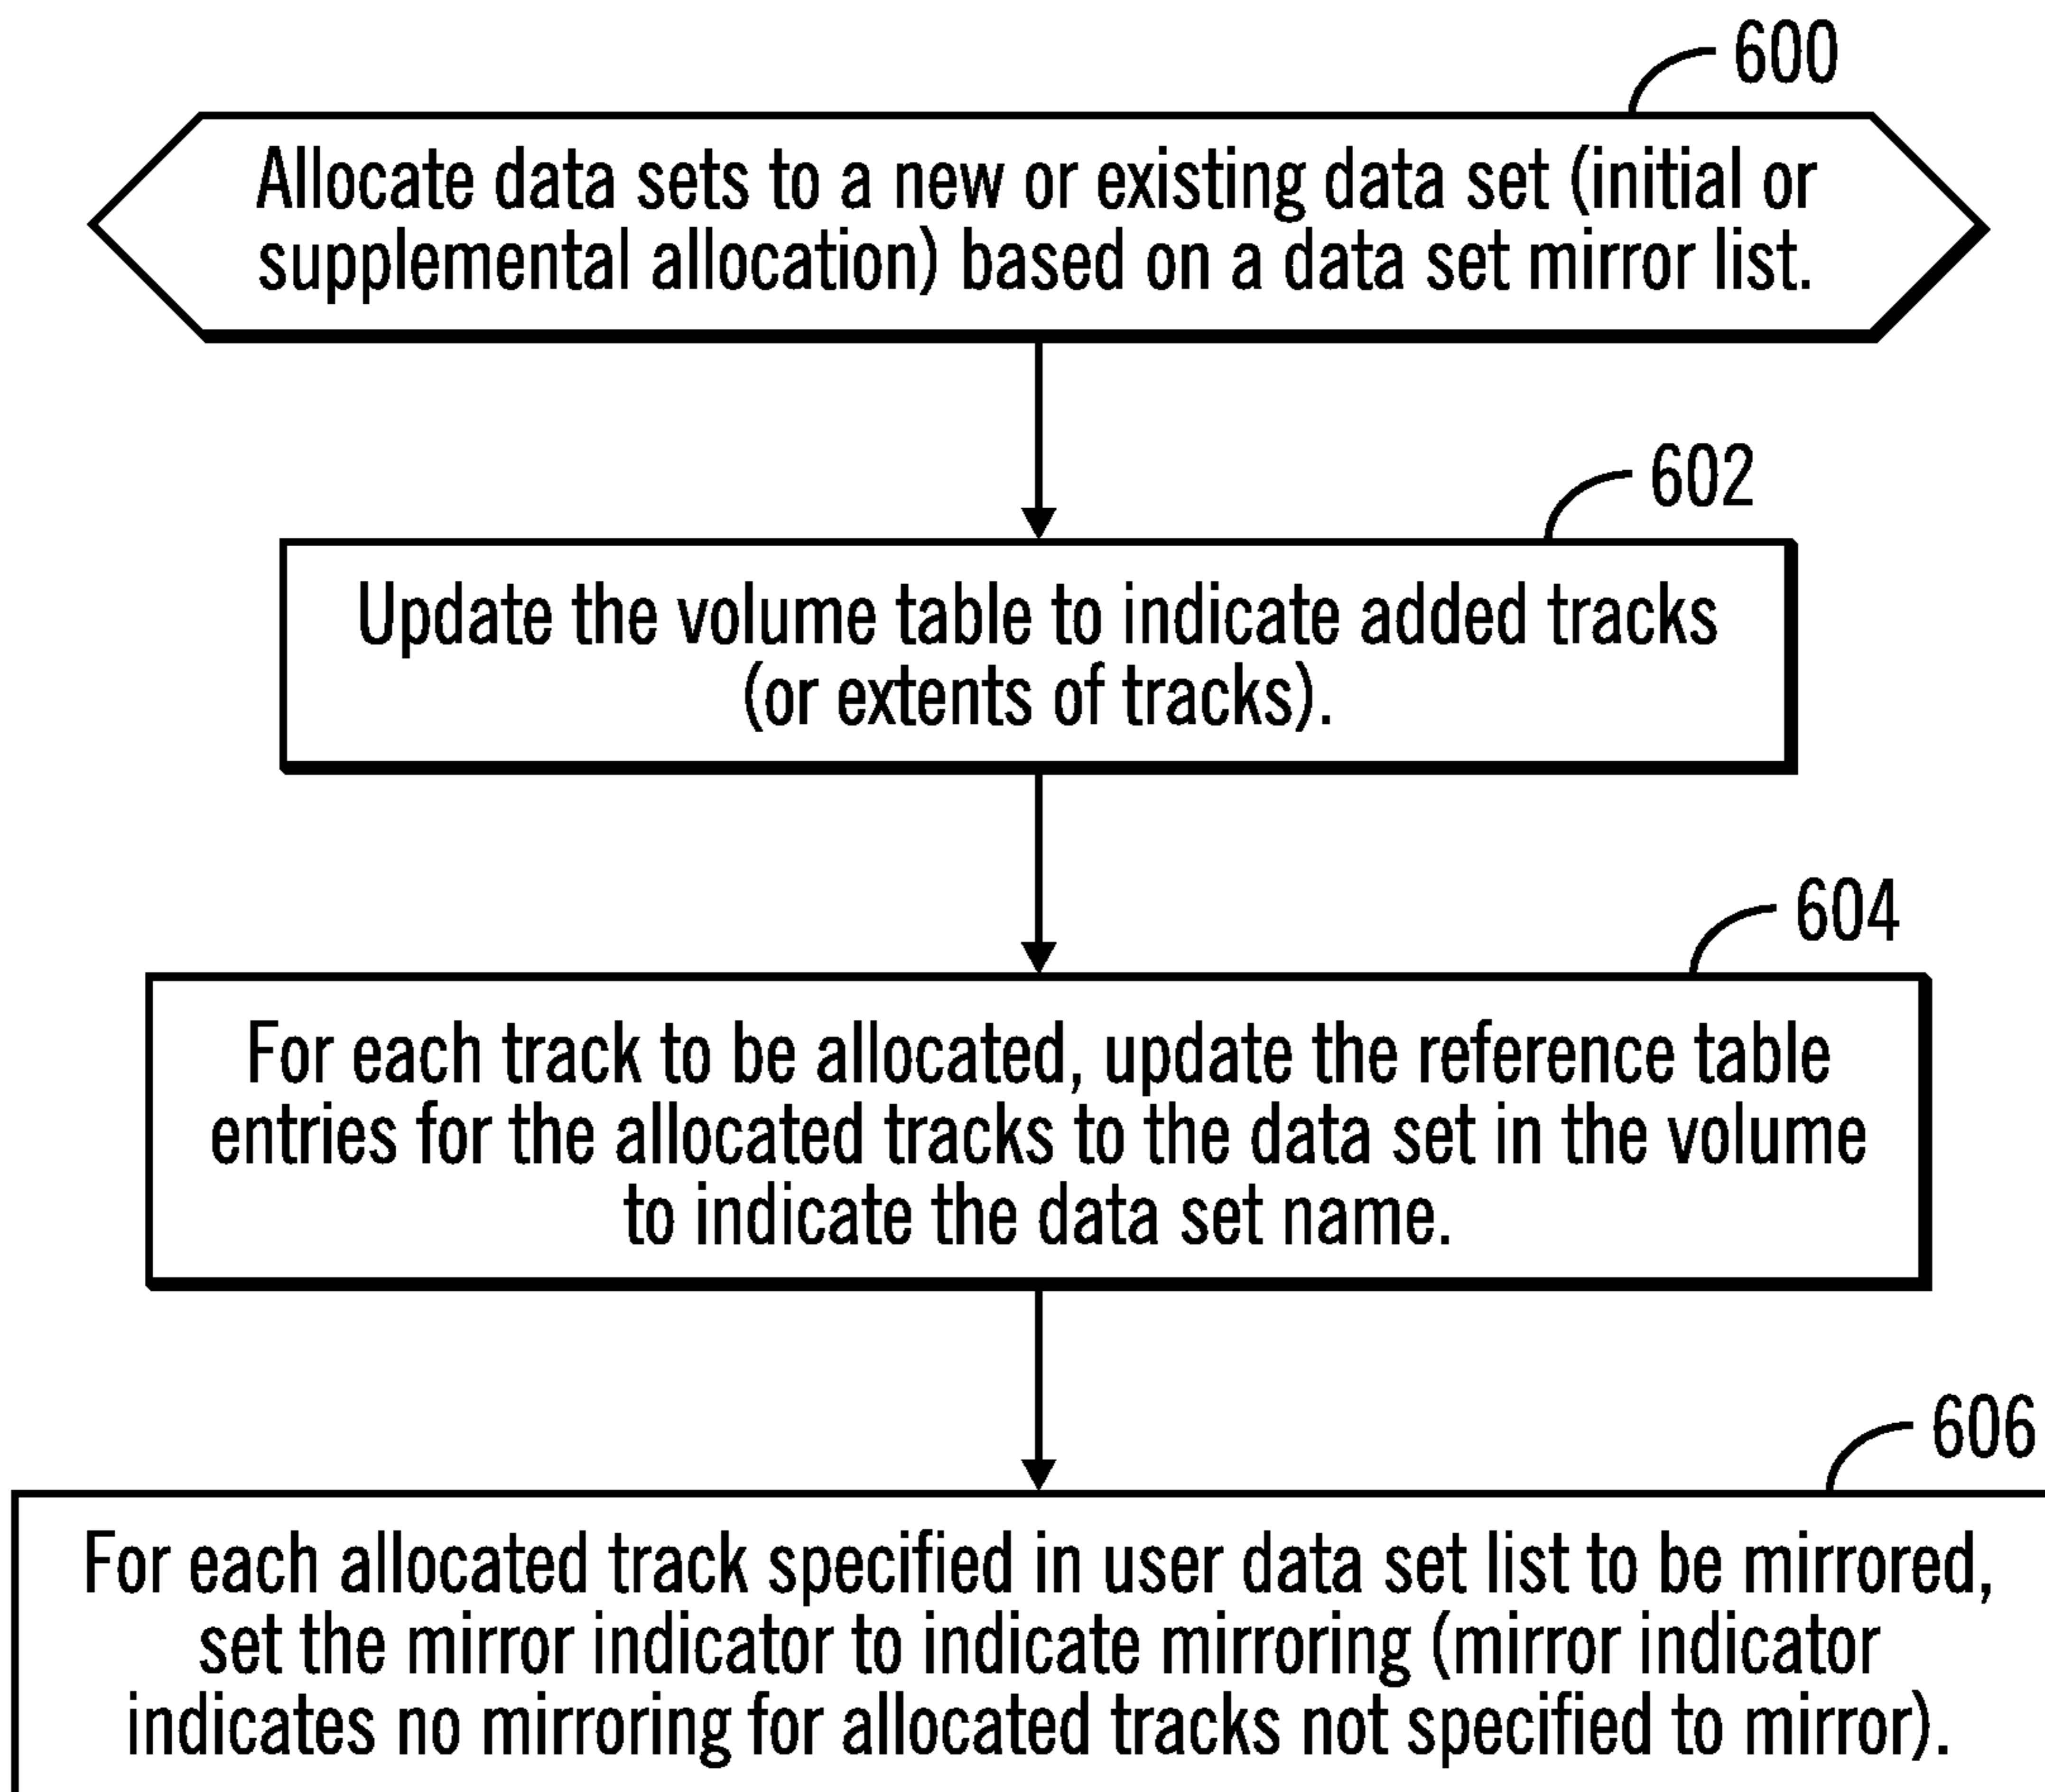 600
Allocate data sets to a new or existing data set (initial or
supplemental allocation) based on a data set mirror list.
602
Update the volume table to indicate added tracks
(or extents of tracks).
604
For each track to be allocated, update the reference table
entries for the allocated tracks to the data set in the volume
to indicate the data set name.
606
For each allocated track specified in user data set list to be mirrored,
set the mirror indicator to indicate mirroring (mirror indicator
indicates no mirroring for allocated tracks not specified to mirror).